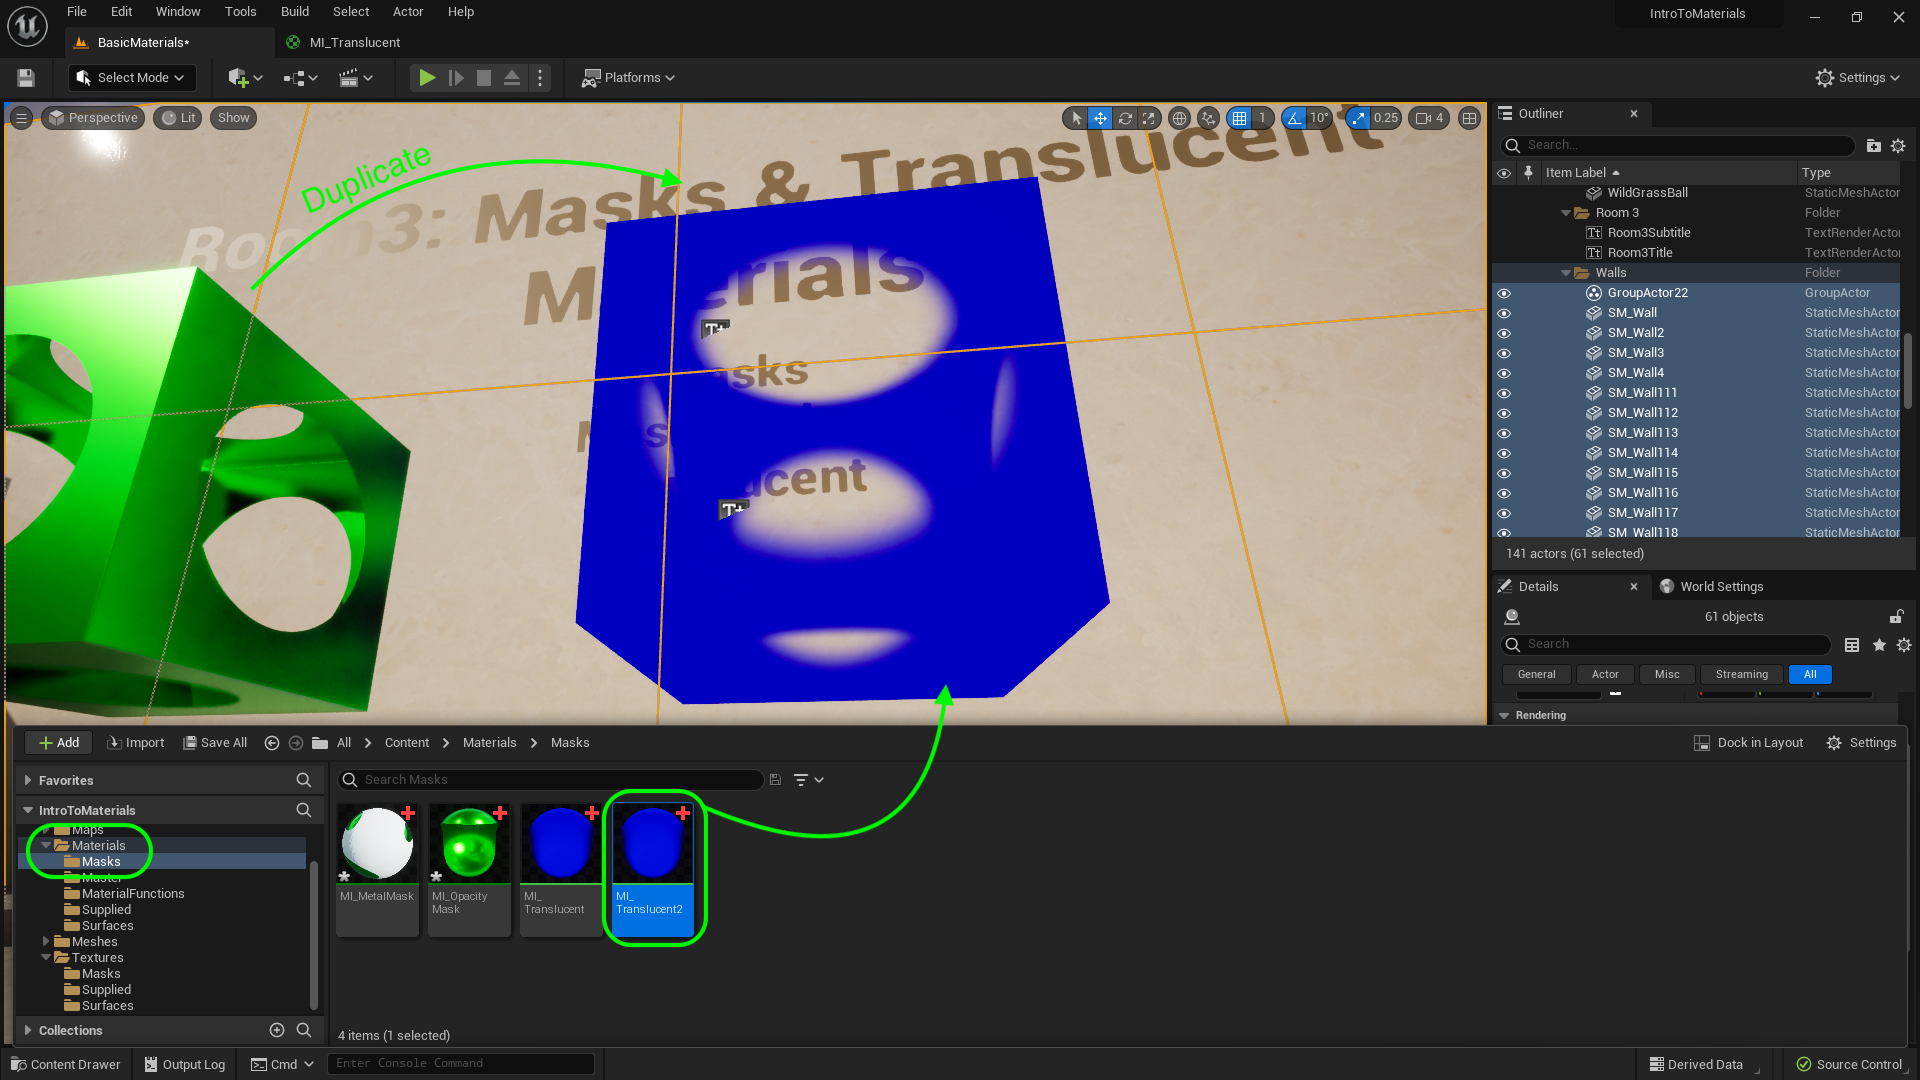 File Edit Window Tools Build Select Actor Help
IntroToMaterials
BasicMaterials*
MI_Translucent
Select Mode
Platforms
Settings
Perspective
Lit
Show
1
10°
0.25
4
Duplicate
Room3: Masks & Translucent
Materials
Outliner
Search...
Item Label
Type
WildGrassBall StaticMeshActor
Room 3 Folder
Room3Subtitle TextRenderActo
Room3Title TextRenderActo
Walls Folder
GroupActor22 GroupActor
SM_Wall StaticMeshActor
SM_Wall2 StaticMeshActor
SM_Wall3 StaticMeshActor
SM_Wall4 StaticMeshActor
SM_Wall111 StaticMeshActor
SM_Wall112 StaticMeshActor
SM_Wall113 StaticMeshActor
SM_Wall114 StaticMeshActor
SM_Wall115 StaticMeshActor
SM_Wall116 StaticMeshActor
SM_Wall117 StaticMeshActor
SM_Wall118 StaticMeshActor
141 actors (61 selected)
Details
World Settings
61 objects
Search
General Actor Misc Streaming All
Rendering
Add
Import
Save All
All > Content > Materials > Masks
Dock in Layout
Settings
Favorites
Search Masks
IntroToMaterials
Maps
Materials
Masks
Master
MaterialFunctions
Supplied
Surfaces
Meshes
Textures
Masks
Supplied
Surfaces
MI_MetalMask
MI_Opacity
Mask
MI_
Translucent
MI_
Translucent2
Collections
4 items (1 selected)
Content Drawer
Output Log
Cmd
Enter Console Command
Derived Data
Source Control